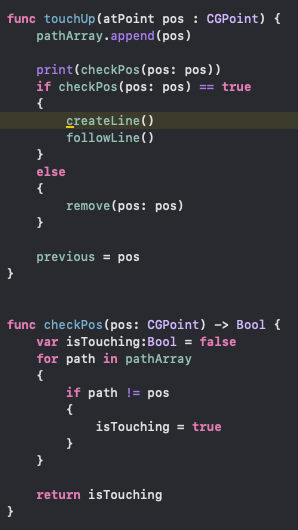 func touchUp(atPoint pos : CGPoint) {
    pathArray.append(pos)
    print(checkPos(pos: pos))
    if checkPos(pos: pos) == true
    {
        createLine()
        followLine()
    }
    else
    {
        remove(pos: pos)
    }
    previous = pos
}
func checkPos(pos: CGPoint) -> Bool {
    var isTouching:Bool = false
    for path in pathArray
    {
        if path != pos
        {
            isTouching = true
        }
    }
    return isTouching
}